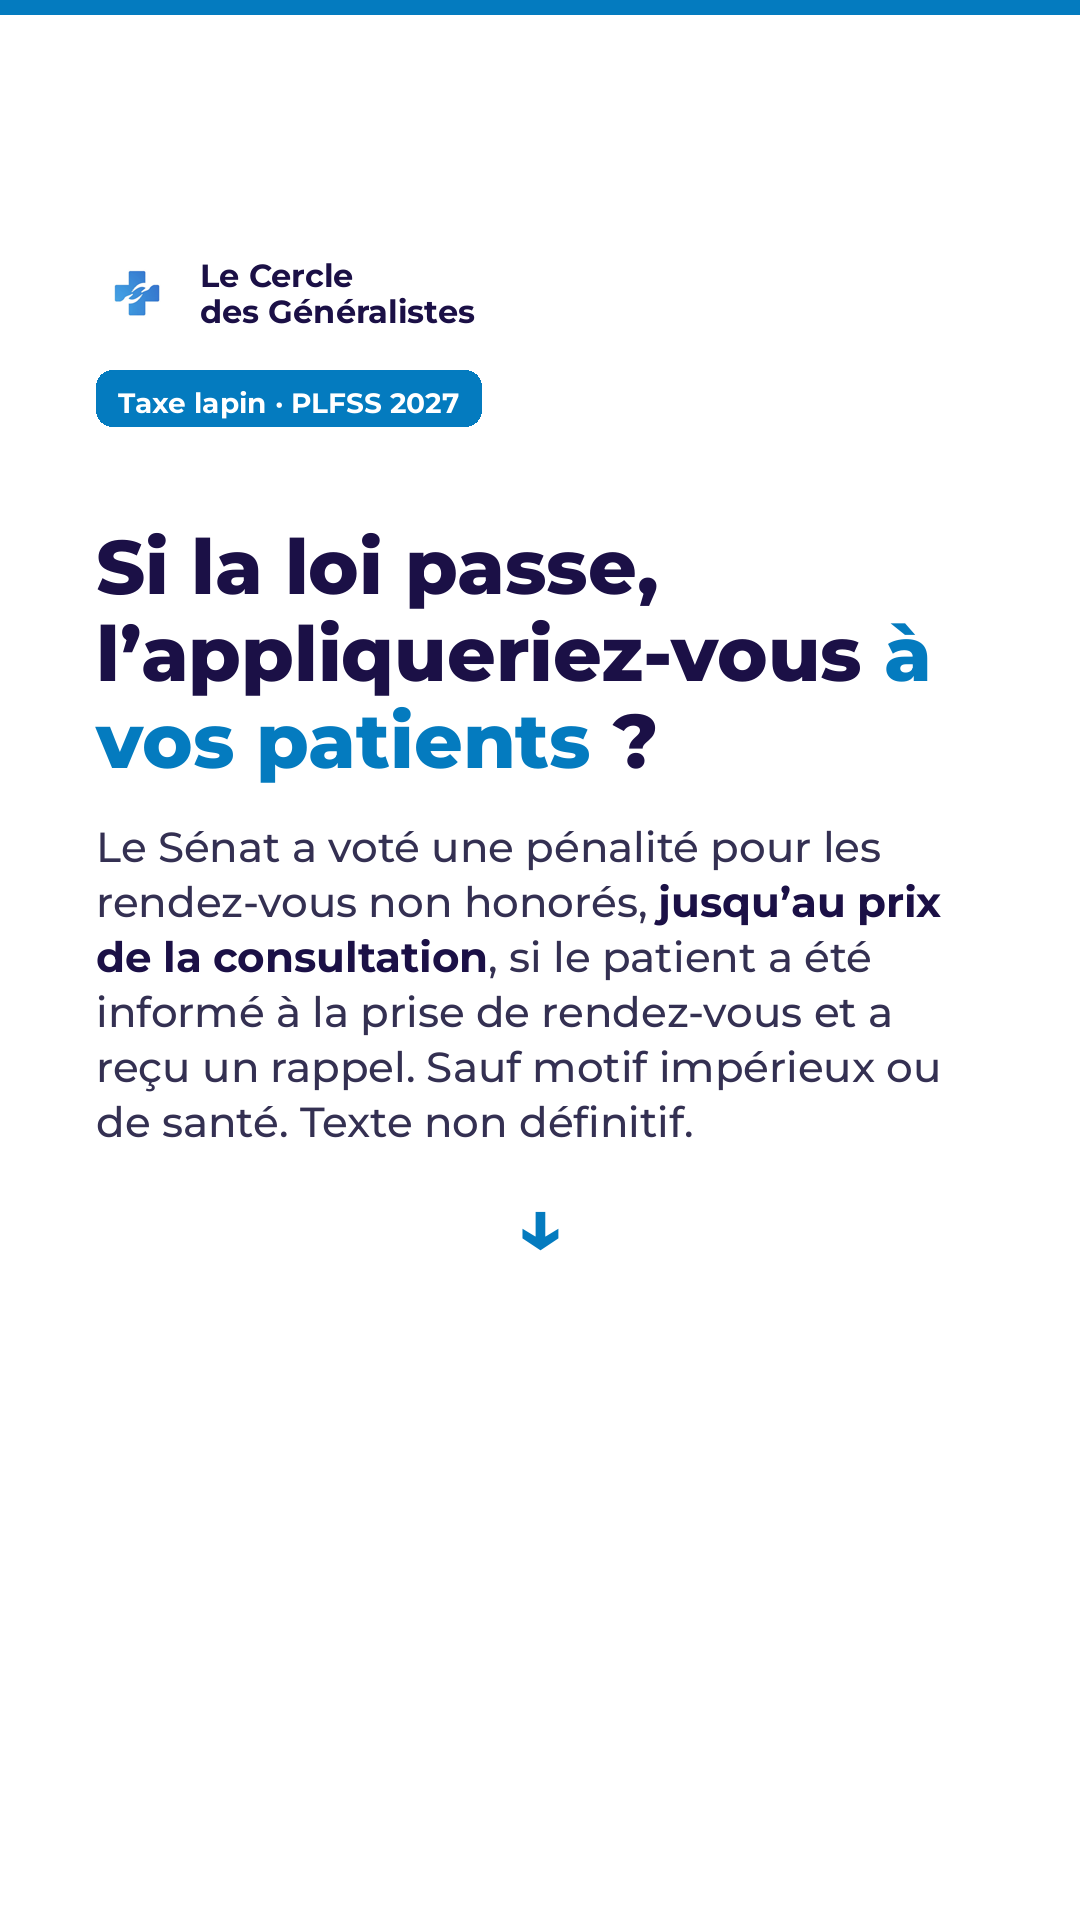 Le Cercle
des Généralistes
Taxe lapin · PLFSS 2027
Si la loi passe,
l’appliqueriez-vous à
vos patients ?
Le Sénat a voté une pénalité pour les
rendez-vous non honorés, jusqu’au prix
de la consultation, si le patient a été
informé à la prise de rendez-vous et a
reçu un rappel. Sauf motif impérieux ou
de santé. Texte non définitif.